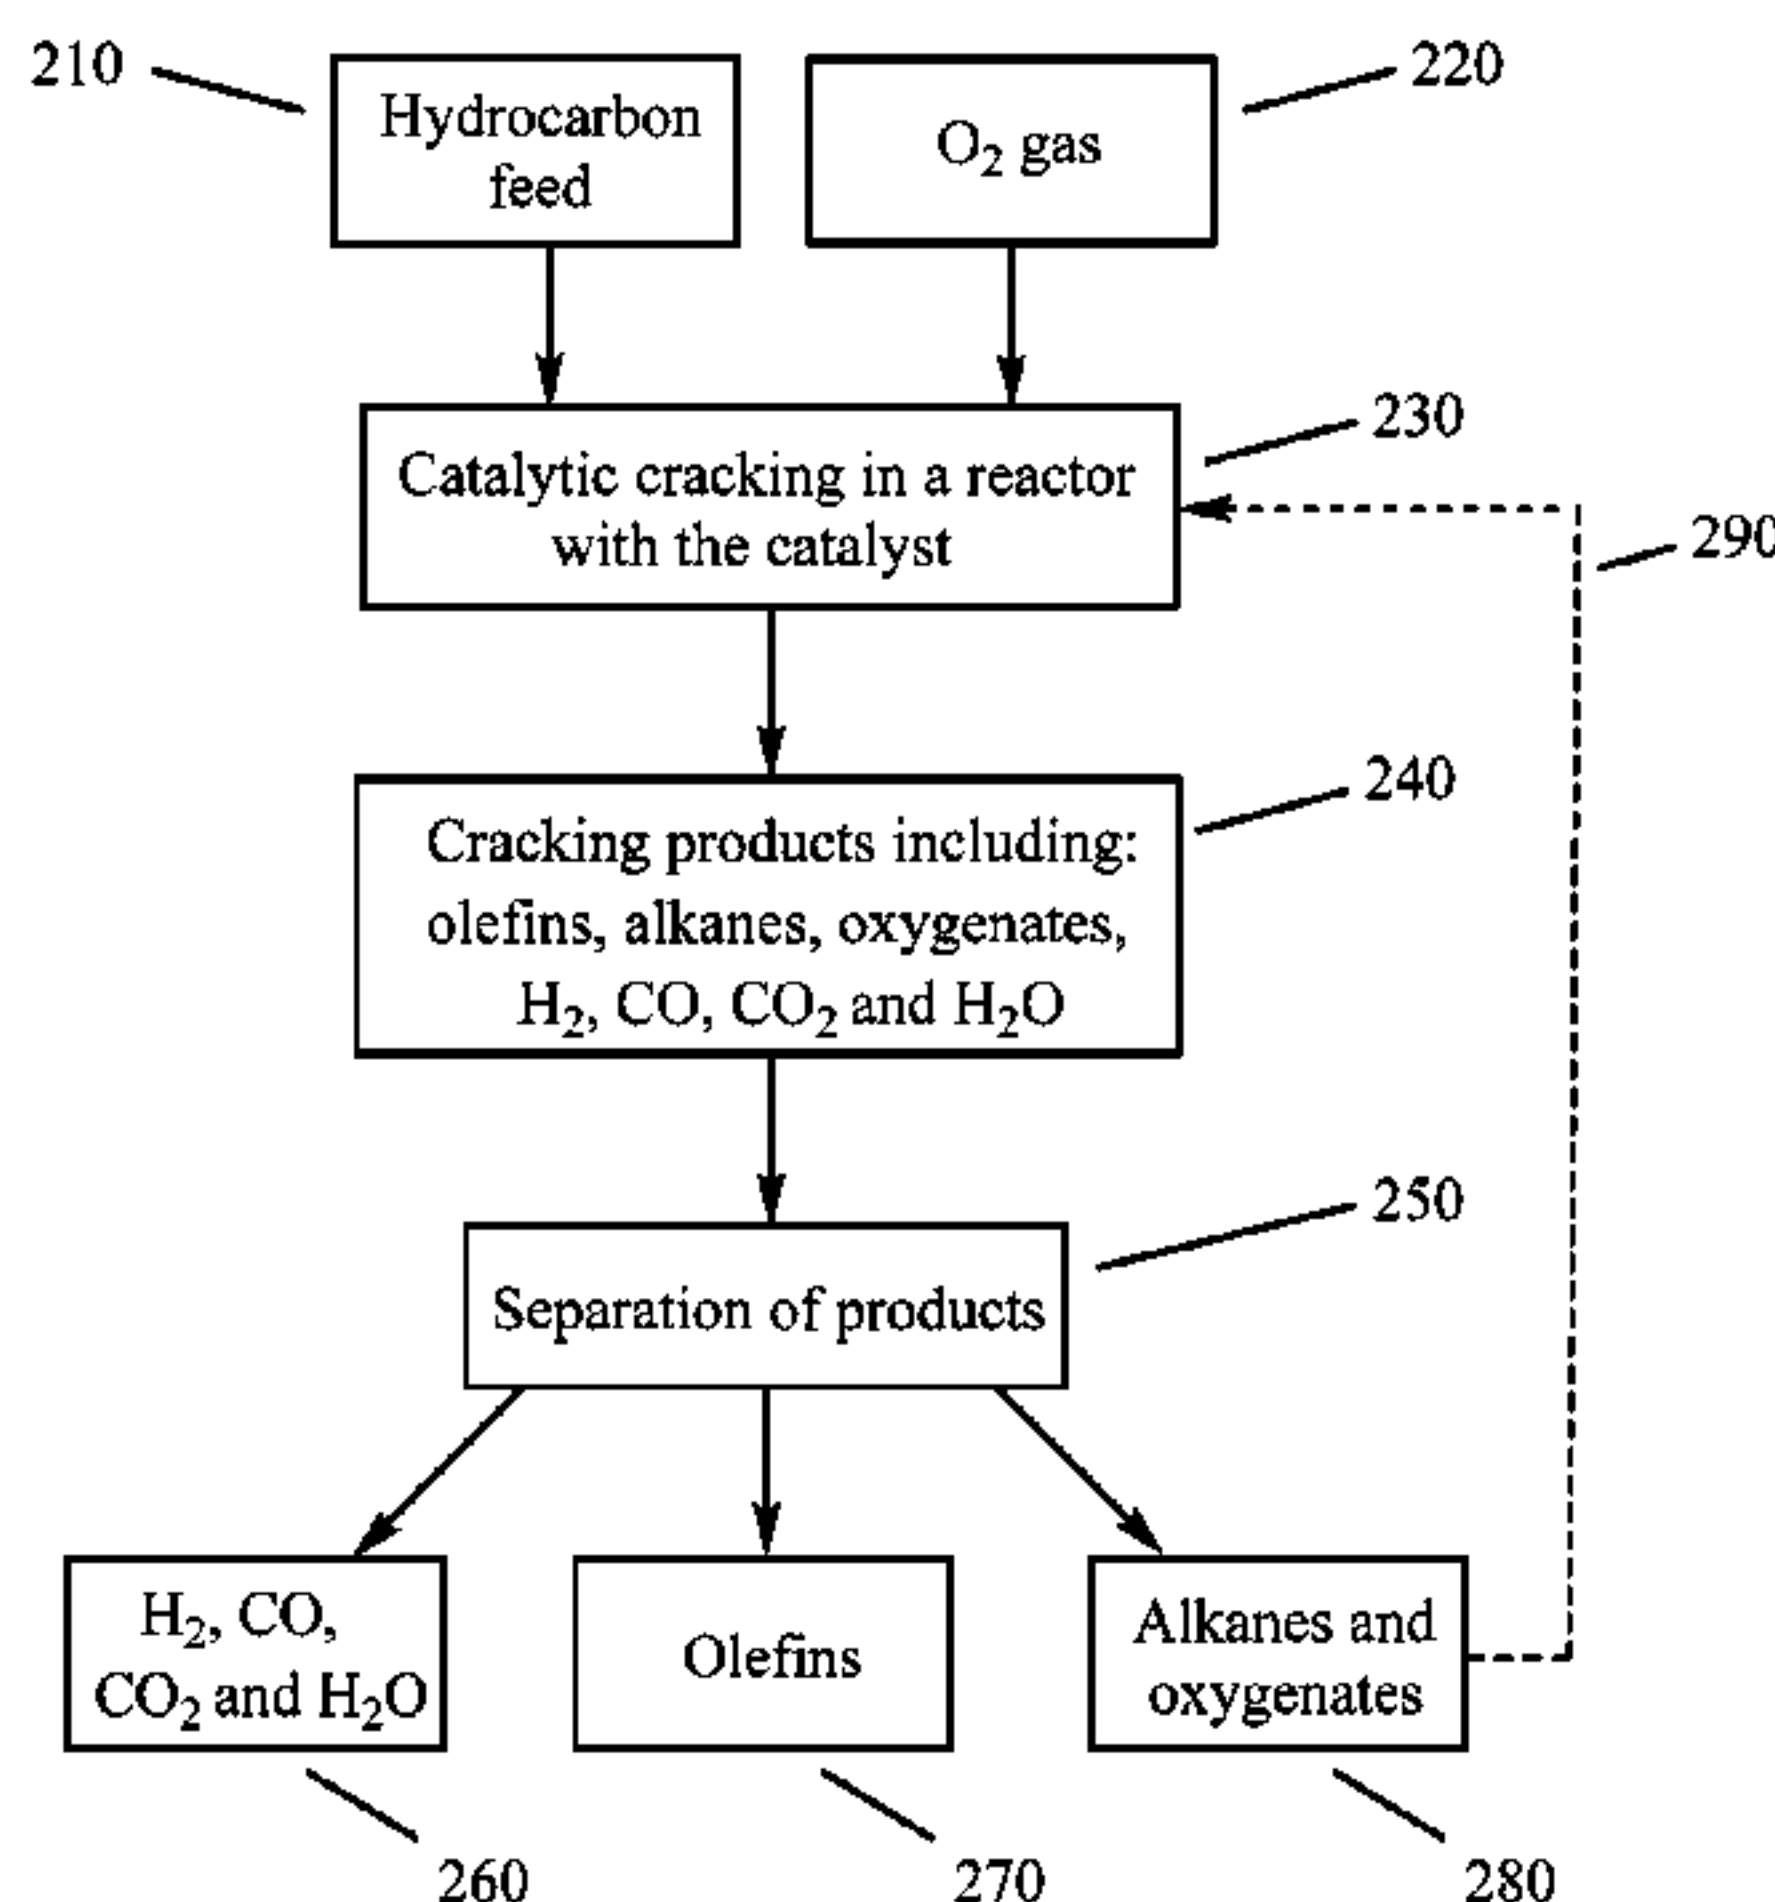 210
Hydrocarbon
feed
O₂ gas
220
Catalytic cracking in a reactor
with the catalyst
230
290
Cracking products including:
olefins, alkanes, oxygenates,
H₂, CO, CO₂ and H₂O
240
Separation of products
250
H₂, CO,
CO₂ and H₂O
Olefins
Alkanes and
oxygenates
260
270
280